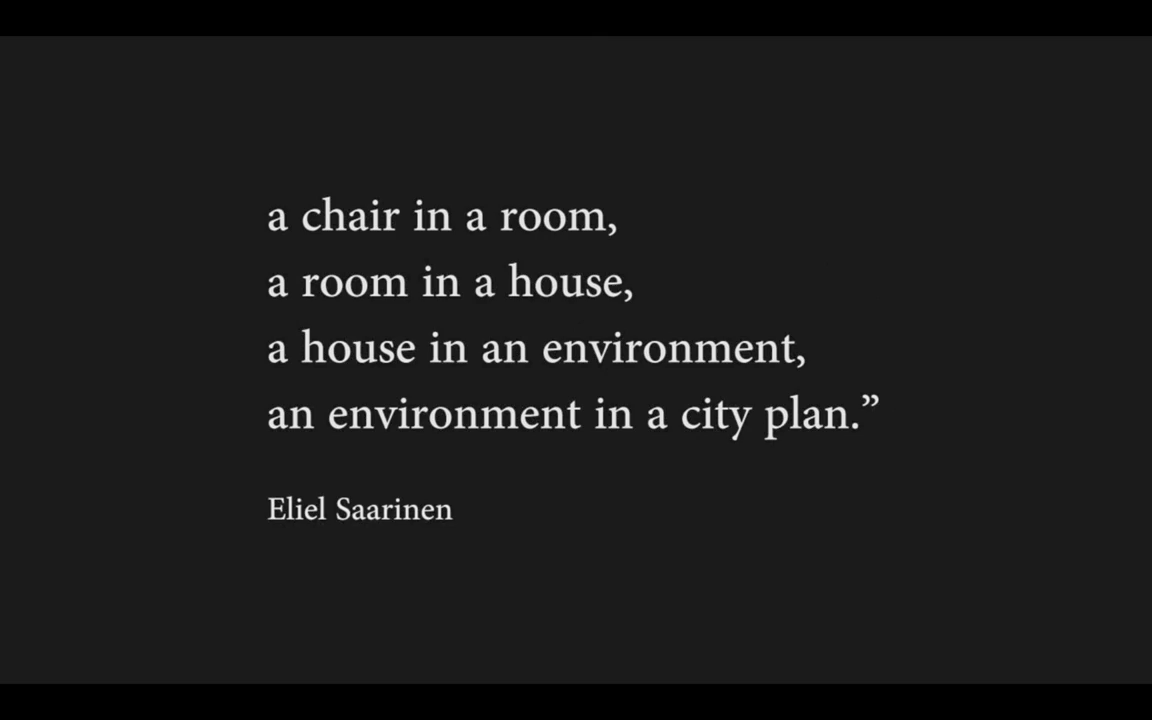 a chair in a room,
a room in a house,
a house in an environment,
an environment in a city plan.”
Eliel Saarinen